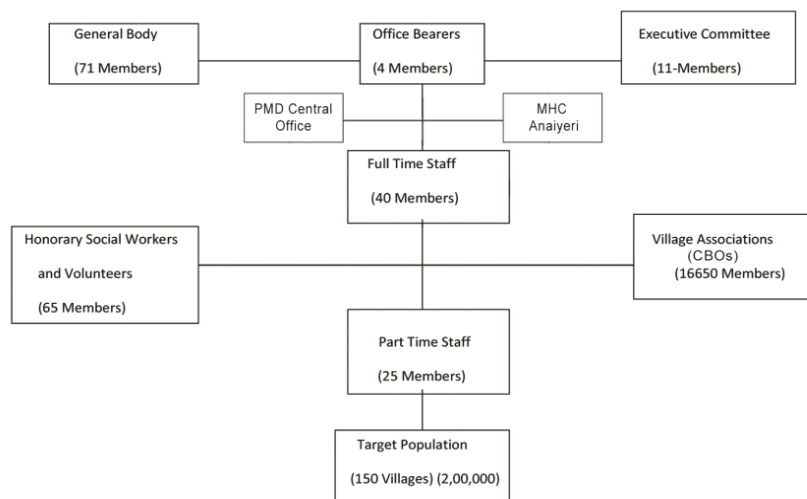 General Body
(71 Members)
Office Bearers
(4 Members)
Executive Committee
(11-Members)
PMD Central
Office
MHC
Anaiyeri
Full Time Staff
(40 Members)
Honorary Social Workers
and Volunteers
(65 Members)
Village Associations
(CBOs)
(16650 Members)
Part Time Staff
(25 Members)
Target Population
(150 Villages) (2,00,000)